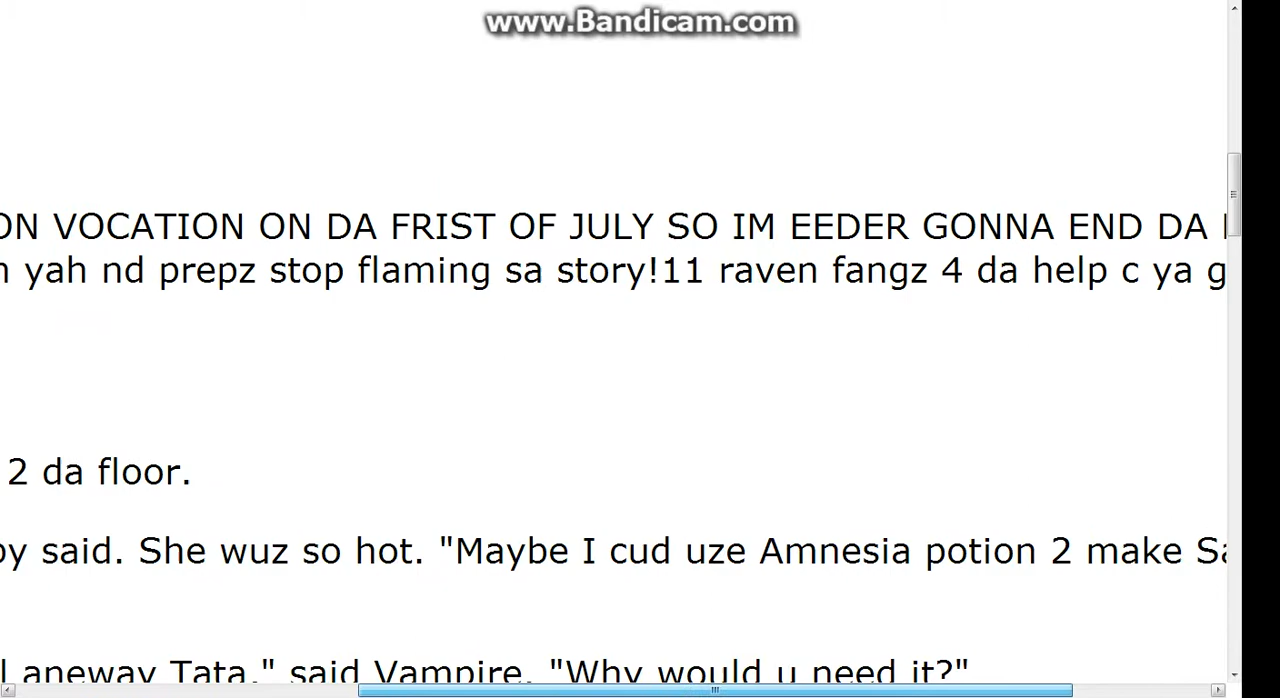 www.Bandicam.com
ON VOCATION ON DA FRIST OF JULY SO IM EEDER GONNA END DA
yah nd prepz stop flaming sa story!11 raven fangz 4 da help c ya g
2 da floor.
said. She wuz so hot. "Maybe I cud uze Amnesia potion 2 make Sa
aneway Tata," said Vampire. "Why would u need it?"